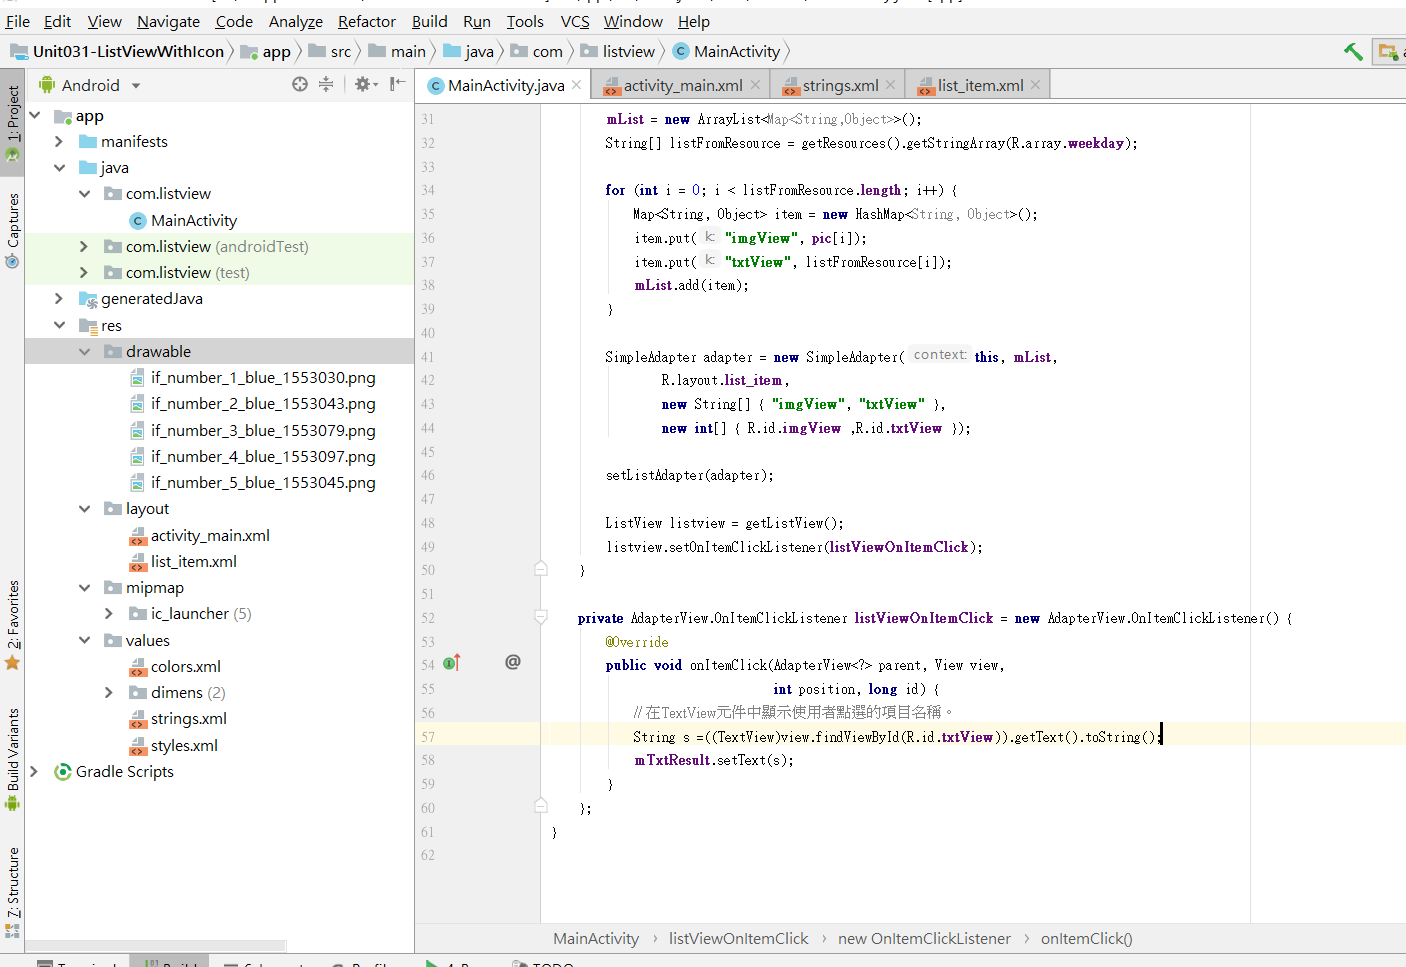 File Edit View Navigate Code Analyze Refactor Build Run Tools VCS Window Help
Unit031-ListViewWithIcon app src main java com listview MainActivity
Android
MainActivity.java activity_main.xml strings.xml list_item.xml
1: Project
Captures
2: Favorites
Build Variants
7: Structure
app
manifests
java
com.listview
MainActivity
com.listview (androidTest)
com.listview (test)
generatedJava
res
drawable
if_number_1_blue_1553030.png
if_number_2_blue_1553043.png
if_number_3_blue_1553079.png
if_number_4_blue_1553097.png
if_number_5_blue_1553045.png
layout
activity_main.xml
list_item.xml
mipmap
ic_launcher (5)
values
colors.xml
dimens (2)
strings.xml
styles.xml
Gradle Scripts
31 mList = new ArrayList<Map<String,Object>>();
32 String[] listFromResource = getResources().getStringArray(R.array.weekday);
33
34 for (int i = 0; i < listFromResource.length; i++) {
35 Map<String, Object> item = new HashMap<String, Object>();
36 item.put( k: "imgView", pic[i]);
37 item.put( k: "txtView", listFromResource[i]);
38 mList.add(item);
39 }
40
41 SimpleAdapter adapter = new SimpleAdapter( context: this, mList,
42 R.layout.list_item,
43 new String[] { "imgView", "txtView" },
44 new int[] { R.id.imgView ,R.id.txtView });
45
46 setListAdapter(adapter);
47
48 ListView listview = getListView();
49 listview.setOnItemClickListener(listViewOnItemClick);
50 }
51
52 private AdapterView.OnItemClickListener listViewOnItemClick = new AdapterView.OnItemClickListener() {
53 @Override
54 @ public void onItemClick(AdapterView<?> parent, View view,
55 int position, long id) {
56 // 在TextView元件中顯示使用者點選的項目名稱。
57 String s =((TextView)view.findViewById(R.id.txtView)).getText().toString();
58 mTxtResult.setText(s);
59 }
60 };
61 }
62
MainActivity › listViewOnItemClick › new OnItemClickListener › onItemClick()